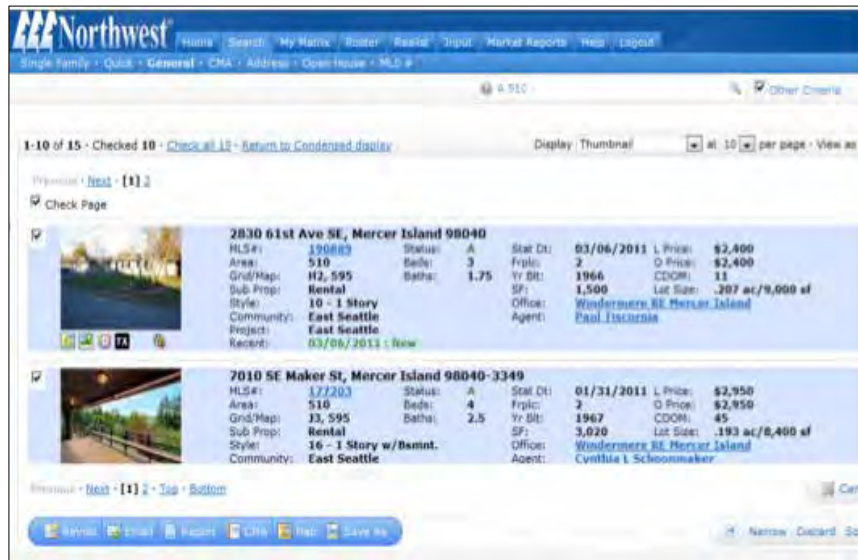 Northwest Home Search My Matrix Roster Realist Input Market Reports Help Logout
Single Family · Quick · General · CMA · Address · Open House · MLS #
Other Criteria
1-10 of 15 · Checked 10 · Check all 15 · Return to Condensed display Display Thumbnail at 10 per page · View as
Previous · Next · [1] 2
Check Page
2830 61st Ave SE, Mercer Island 98040
MLS#: 190889 Status: A Stat Dt: 03/06/2011 L Price: $2,400
Area: 510 Beds: 3 Frplc: 2 O Price: $2,400
Grid/Map: H2, 595 Baths: 1.75 Yr Blt: 1966 CDOM: 11
Sub Prop: Rental SF: 1,500 Lot Size: .207 ac/9,000 sf
Style: 10 - 1 Story Office: Windermere RE Mercer Island
Community: East Seattle Agent: Paul Tiscornia
Project: East Seattle
Recent: 03/06/2011 : New
TX
7010 SE Maker St, Mercer Island 98040-3349
MLS#: 177203 Status: A Stat Dt: 01/31/2011 L Price: $2,950
Area: 510 Beds: 4 Frplc: 2 O Price: $2,950
Grid/Map: J3, 595 Baths: 2.5 Yr Blt: 1967 CDOM: 45
Sub Prop: Rental SF: 3,020 Lot Size: .193 ac/8,400 sf
Style: 16 - 1 Story w/Bsmnt. Office: Windermere RE Mercer Island
Community: East Seattle Agent: Cynthia L Schoonmaker
Previous · Next · [1] 2 · Top · Bottom
Email Report CMA Map Save As Narrow Discard